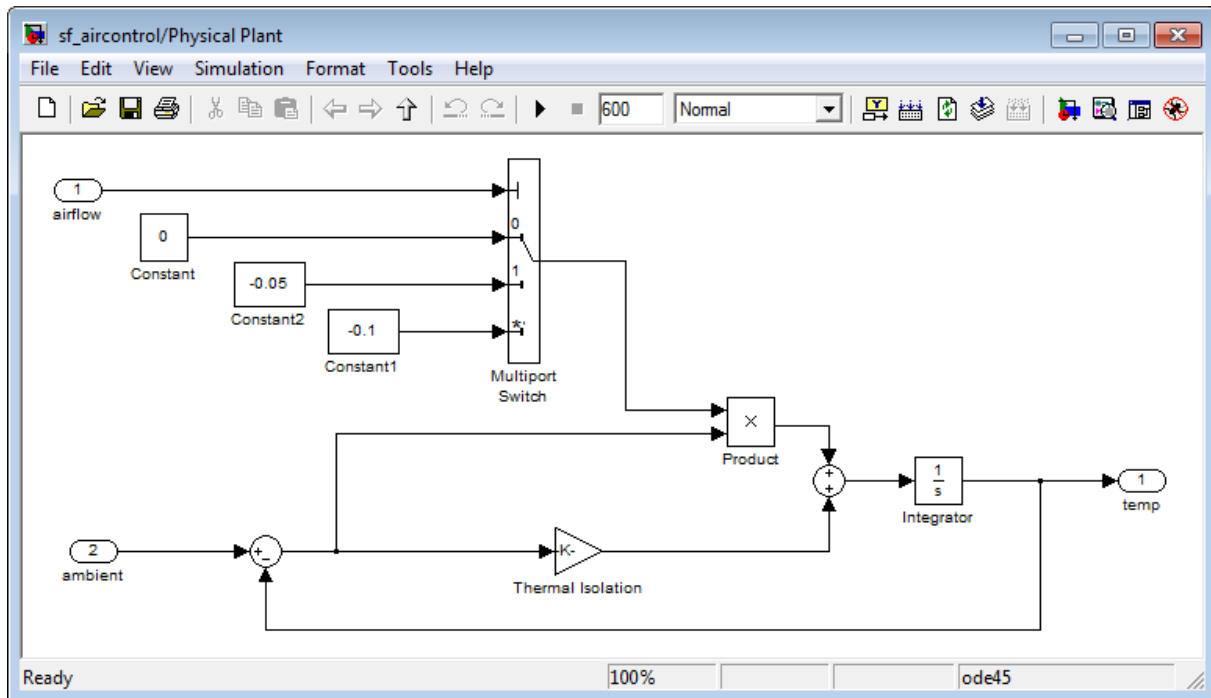 sf_aircontrol/Physical Plant
File Edit View Simulation Format Tools Help
600 Normal
1
airflow
0
Constant
-0.05
Constant2
-0.1
Constant1
0
1
*,
Multiport
Switch
×
Product
+
+
1
s
Integrator
1
temp
2
ambient
+
-
-K-
Thermal Isolation
Ready 100% ode45